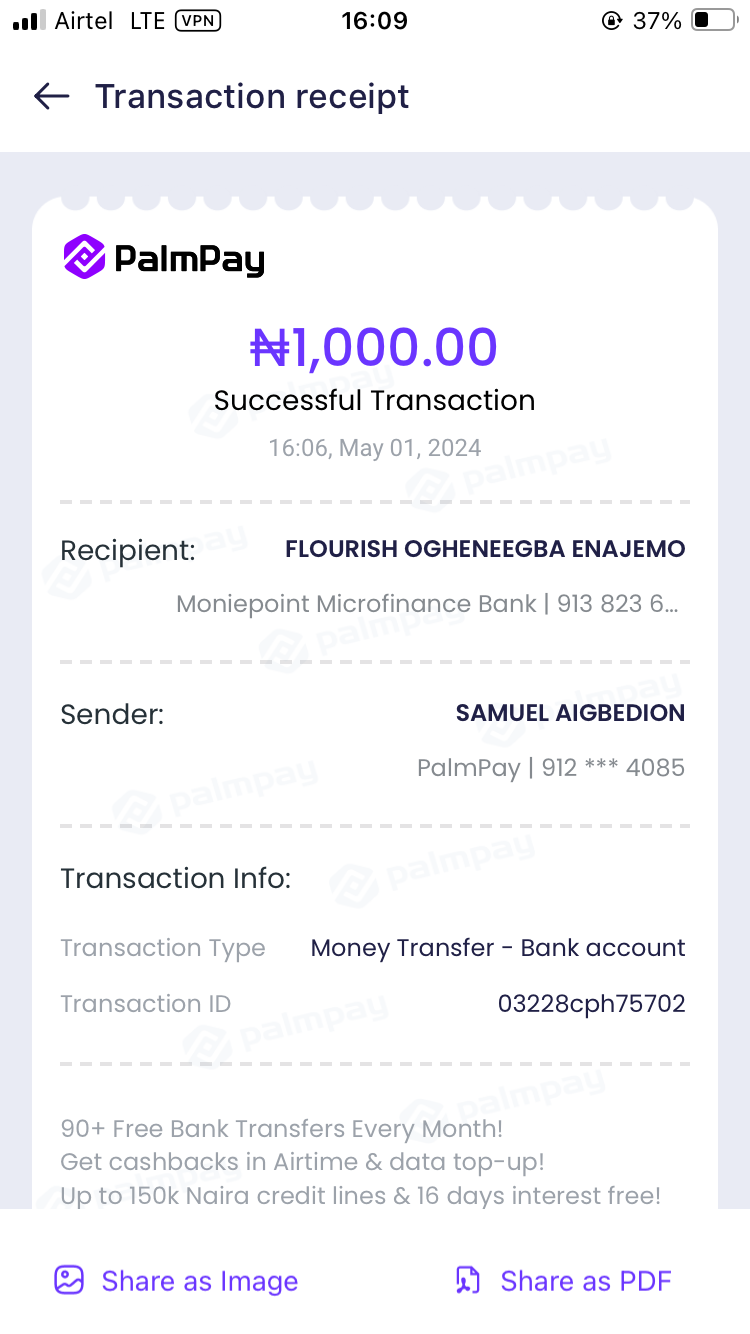 Airtel LTE VPN 16:09 37%
Transaction receipt
PalmPay
₦1,000.00
Successful Transaction
16:06, May 01, 2024
Recipient: FLOURISH OGHENEEGBA ENAJEMO
Moniepoint Microfinance Bank | 913 823 6...
Sender: SAMUEL AIGBEDION
PalmPay | 912 *** 4085
Transaction Info:
Transaction Type Money Transfer - Bank account
Transaction ID 03228cph75702
90+ Free Bank Transfers Every Month!
Get cashbacks in Airtime & data top-up!
Up to 150k Naira credit lines & 16 days interest free!
Share as Image Share as PDF